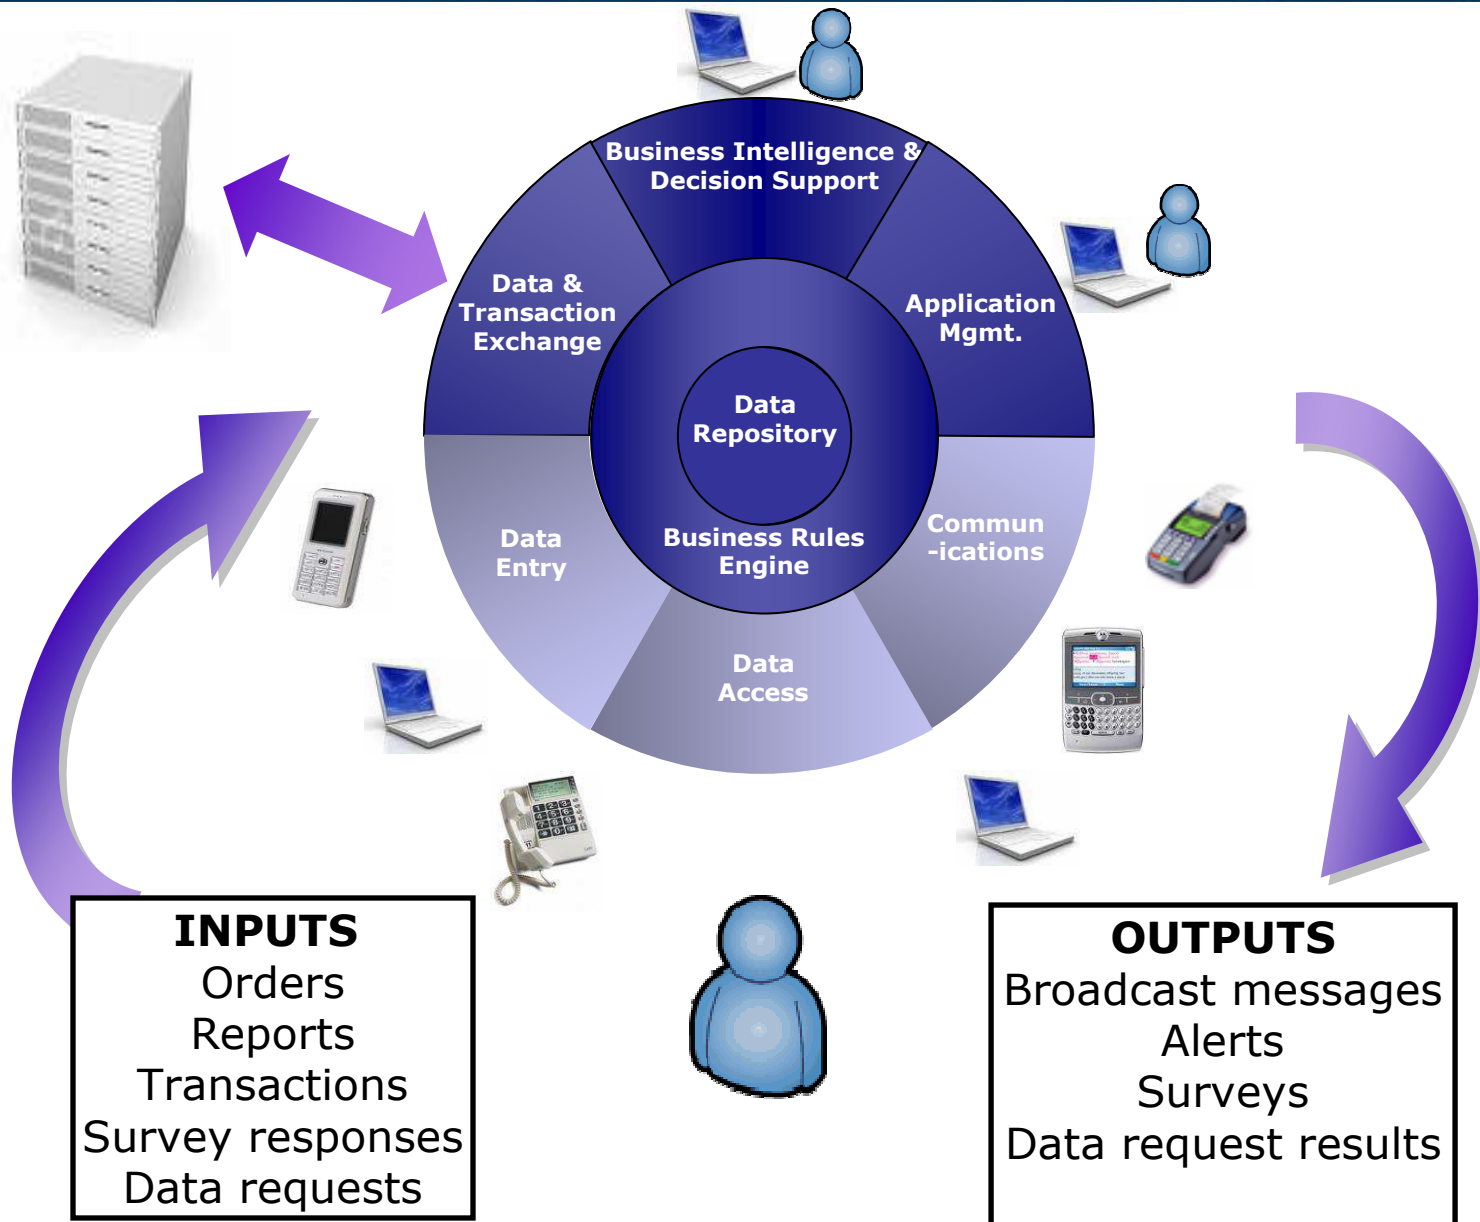 Business Intelligence &
Decision Support
Data &
Transaction
Exchange
Application
Mgmt.
Data
Repository
Business Rules
Engine
Data
Entry
Commun
-ications
Data
Access
INPUTS
Orders
Reports
Transactions
Survey responses
Data requests
OUTPUTS
Broadcast messages
Alerts
Surveys
Data request results